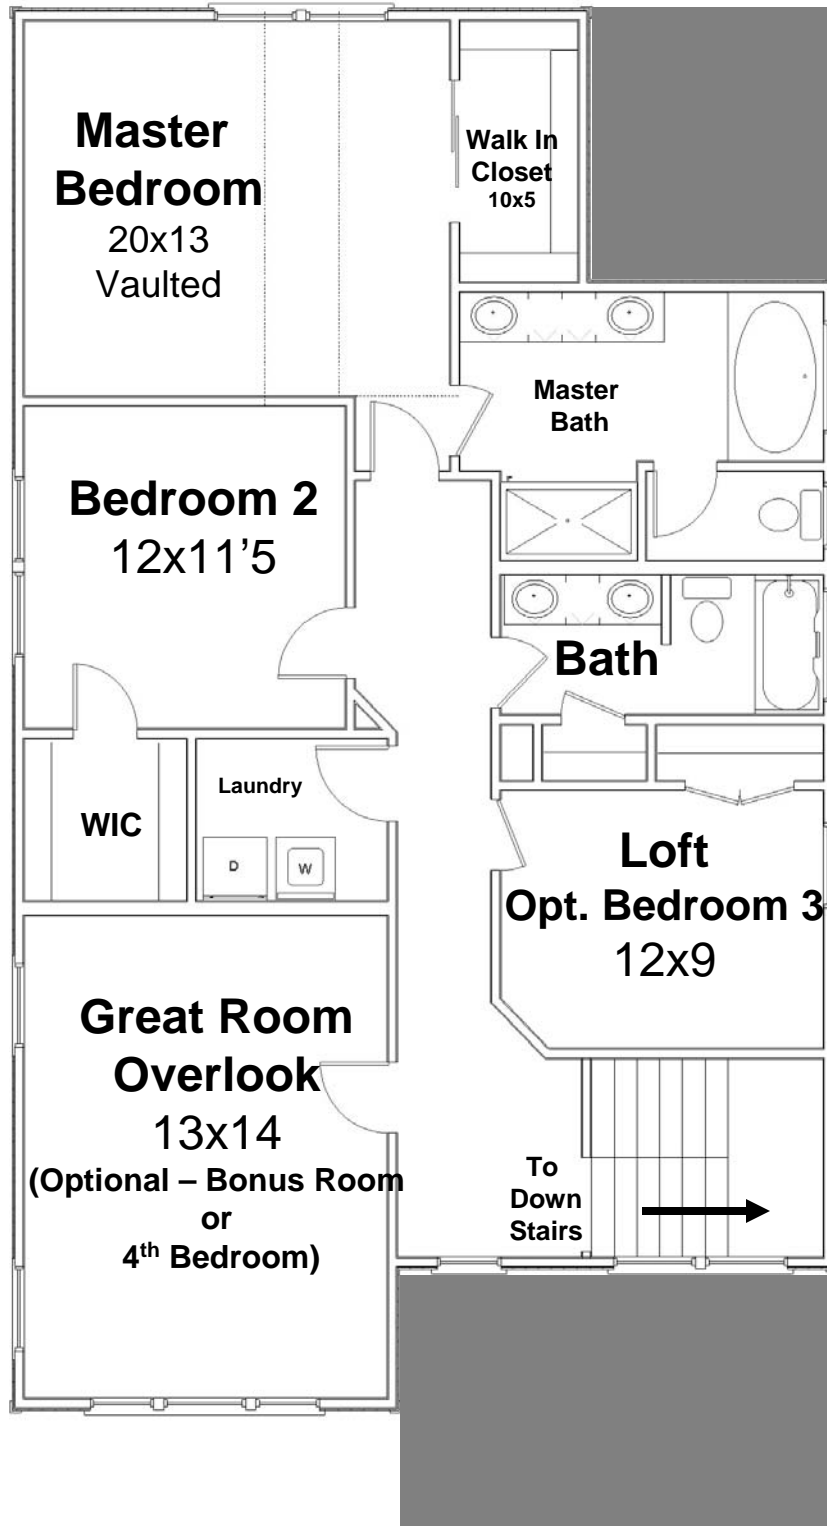 Master
Bedroom
20x13
Vaulted
Walk In
Closet
10x5
Master
Bath
Bedroom 2
12x11’5
Bath
Laundry
WIC
D
W
Loft
Opt. Bedroom 3
12x9
Great Room
Overlook
13x14
(Optional – Bonus Room
or
4th Bedroom)
To
Down
Stairs